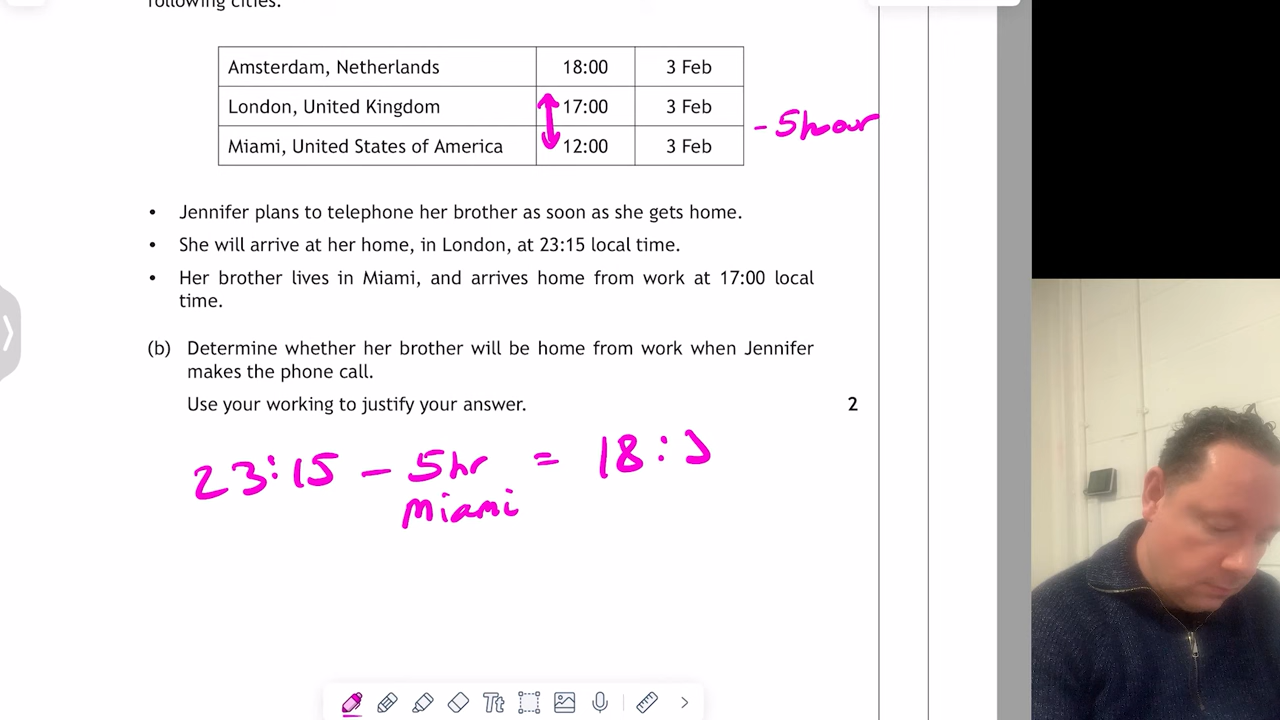 following cities.
Amsterdam, Netherlands 18:00 3 Feb
London, United Kingdom 17:00 3 Feb
Miami, United States of America 12:00 3 Feb
- 5hour
• Jennifer plans to telephone her brother as soon as she gets home.
• She will arrive at her home, in London, at 23:15 local time.
• Her brother lives in Miami, and arrives home from work at 17:00 local
time.
(b) Determine whether her brother will be home from work when Jennifer
makes the phone call.
Use your working to justify your answer. 2
23:15 - 5hr = 18:
Miami
Tt